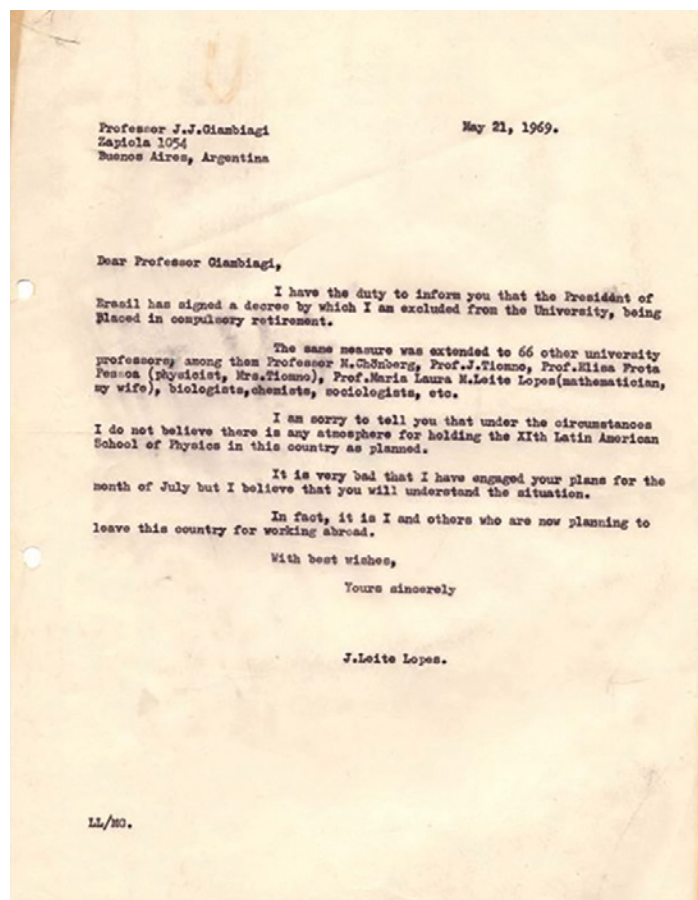 Professor J.J.Giambiagi
May 21, 1969.
Zapiola 1054
Buenos Aires, Argentina
Dear Professor Giambiagi,
I have the duty to inform you that the President of
Brasil has signed a decree by which I am excluded from the University, being
placed in compulsory retirement.
The same measure was extended to 66 other university
professors, among them Professor M.Chönberg, Prof.J.Tiomno, Prof.Elisa Frota
Pessoa (physicist, Mrs.Tiomno), Prof.Maria Laura M.Leite Lopes(mathematician,
my wife), biologists,chemists, sociologists, etc.
I am sorry to tell you that under the circumstances
I do not believe there is any atmosphere for holding the XIth Latin American
School of Physics in this country as planned.
It is very bad that I have engaged your plans for the
month of July but I believe that you will understand the situation.
In fact, it is I and others who are now planning to
leave this country for working abroad.
With best wishes,
Yours sincerely
J.Leite Lopes.
LL/MG.